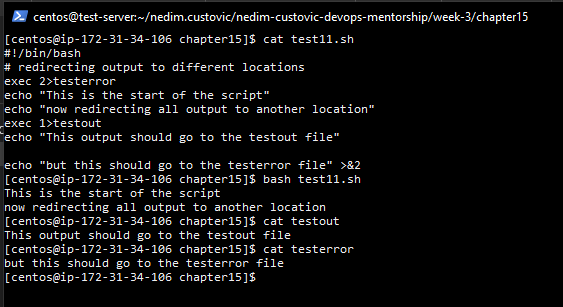 centos@test-server:~/nedim.custovic/nedim-custovic-devops-mentorship/week-3/chapter15
[centos@ip-172-31-34-106 chapter15]$ cat test11.sh
#!/bin/bash
# redirecting output to different locations
exec 2>testerror
echo "This is the start of the script"
echo "now redirecting all output to another location"
exec 1>testout
echo "This output should go to the testout file"
echo "but this should go to the testerror file" >&2
[centos@ip-172-31-34-106 chapter15]$ bash test11.sh
This is the start of the script
now redirecting all output to another location
[centos@ip-172-31-34-106 chapter15]$ cat testout
This output should go to the testout file
[centos@ip-172-31-34-106 chapter15]$ cat testerror
but this should go to the testerror file
[centos@ip-172-31-34-106 chapter15]$